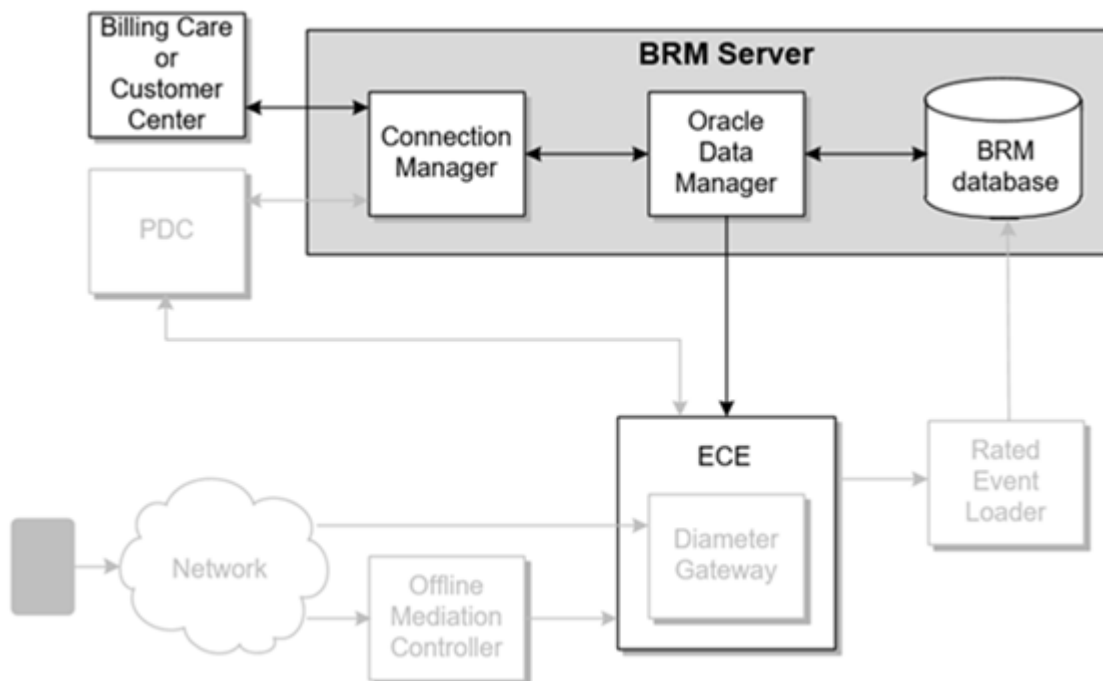 Billing Care
or
Customer
Center
BRM Server
Connection
Manager
Oracle
Data
Manager
BRM
database
PDC
ECE
Rated
Event
Loader
Diameter
Gateway
Network
Offline
Mediation
Controller